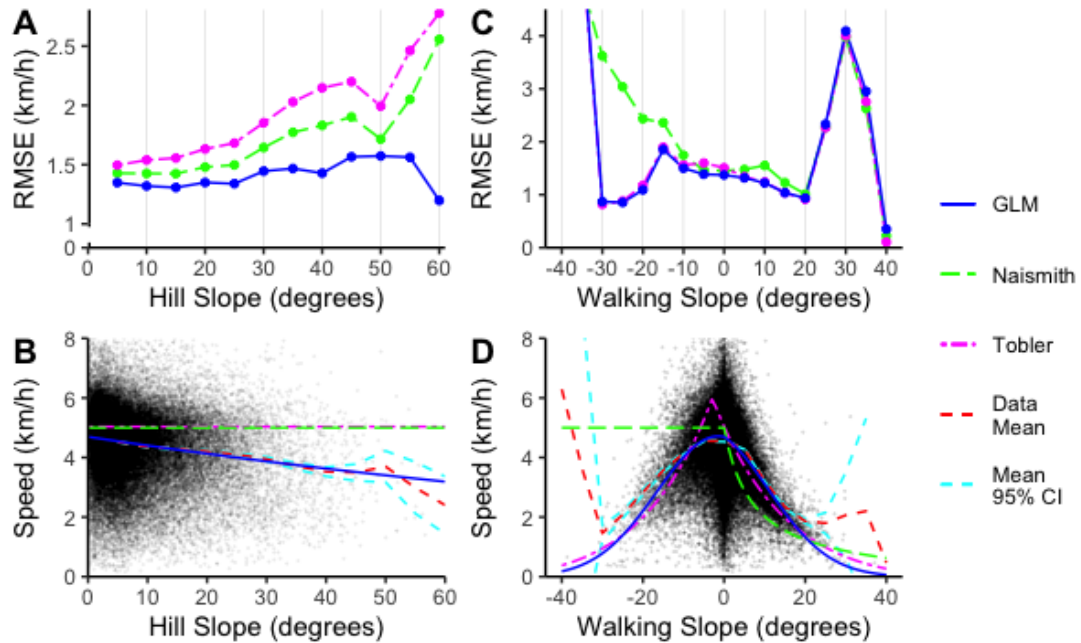 A
RMSE (km/h)
2.5
2
1.5
1
0
0 10 20 30 40 50 60
Hill Slope (degrees)
C
RMSE (km/h)
4
3
2
1
0
-40 -30 -20 -10 0 10 20 30 40
Walking Slope (degrees)
GLM
Naismith
Tobler
Data
Mean
Mean
95% CI
B
Speed (km/h)
8
6
4
2
0
0 10 20 30 40 50 60
Hill Slope (degrees)
D
Speed (km/h)
8
6
4
2
0
-40 -20 0 20 40
Walking Slope (degrees)